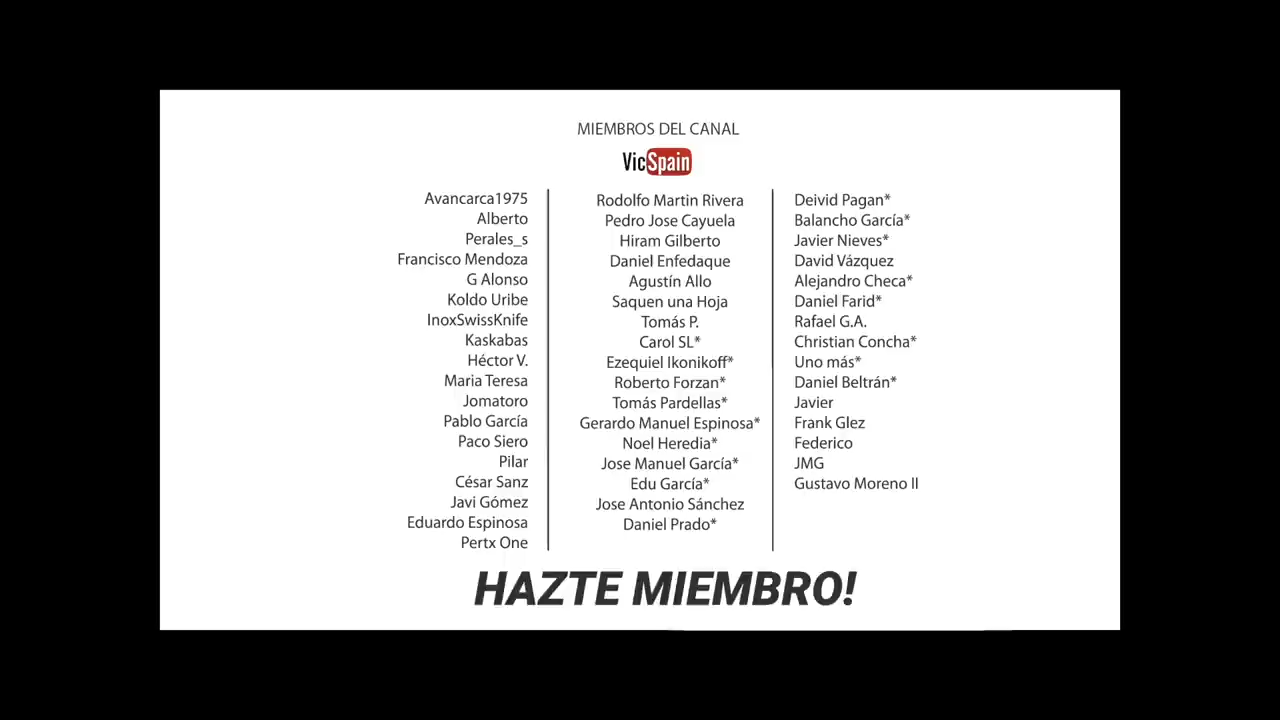 MIEMBROS DEL CANAL
VicSpain
Avancarca1975
Alberto
Perales_s
Francisco Mendoza
G Alonso
Koldo Uribe
InoxSwissKnife
Kaskabas
Héctor V.
Maria Teresa
Jomatoro
Pablo García
Paco Siero
Pilar
César Sanz
Javi Gómez
Eduardo Espinosa
Pertx One
Rodolfo Martin Rivera
Pedro Jose Cayuela
Hiram Gilberto
Daniel Enfedaque
Agustín Allo
Saquen una Hoja
Tomás P.
Carol SL*
Ezequiel Ikonikoff*
Roberto Forzan*
Tomás Pardellas*
Gerardo Manuel Espinosa*
Noel Heredia*
Jose Manuel García*
Edu García*
Jose Antonio Sánchez
Daniel Prado*
Deivid Pagan*
Balancho García*
Javier Nieves*
David Vázquez
Alejandro Checa*
Daniel Farid*
Rafael G.A.
Christian Concha*
Uno más*
Daniel Beltrán*
Javier
Frank Glez
Federico
JMG
Gustavo Moreno II
HAZTE MIEMBRO!